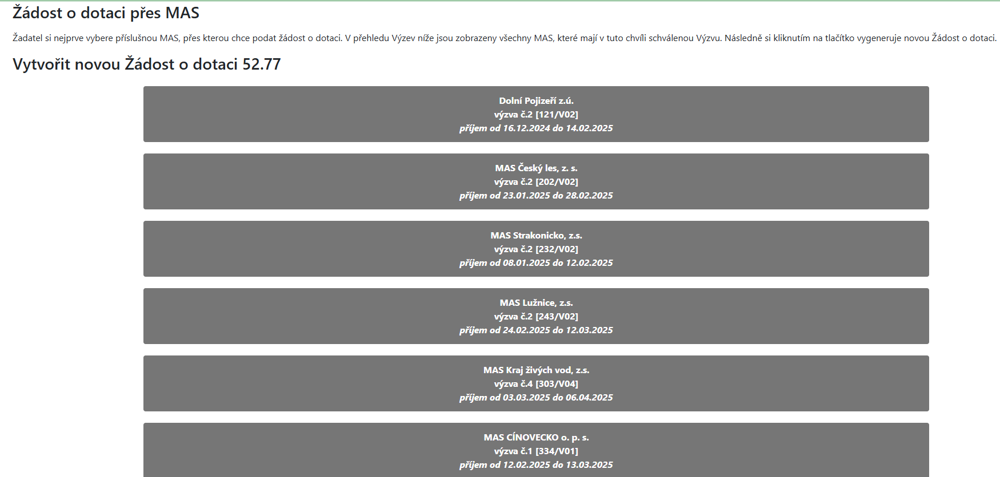 Žádost o dotaci přes MAS
Žadatel si nejprve vybere příslušnou MAS, přes kterou chce podat žádost o dotaci. V přehledu Výzev níže jsou zobrazeny všechny MAS, které mají v tuto chvíli schválenou Výzvu. Následně si kliknutím na tlačítko vygeneruje novou Žádost o dotaci.
Vytvořit novou Žádost o dotaci 52.77
Dolní Pojizeří z.ú.
výzva č.2 [121/V02]
příjem od 16.12.2024 do 14.02.2025
MAS Český les, z. s.
výzva č.2 [202/V02]
příjem od 23.01.2025 do 28.02.2025
MAS Strakonicko, z.s.
výzva č.2 [232/V02]
příjem od 08.01.2025 do 12.02.2025
MAS Lužnice, z.s.
výzva č.2 [243/V02]
příjem od 24.02.2025 do 12.03.2025
MAS Kraj živých vod, z.s.
výzva č.4 [303/V04]
příjem od 03.03.2025 do 06.04.2025
MAS CÍNOVECKO o. p. s.
výzva č.1 [334/V01]
příjem od 12.02.2025 do 13.03.2025